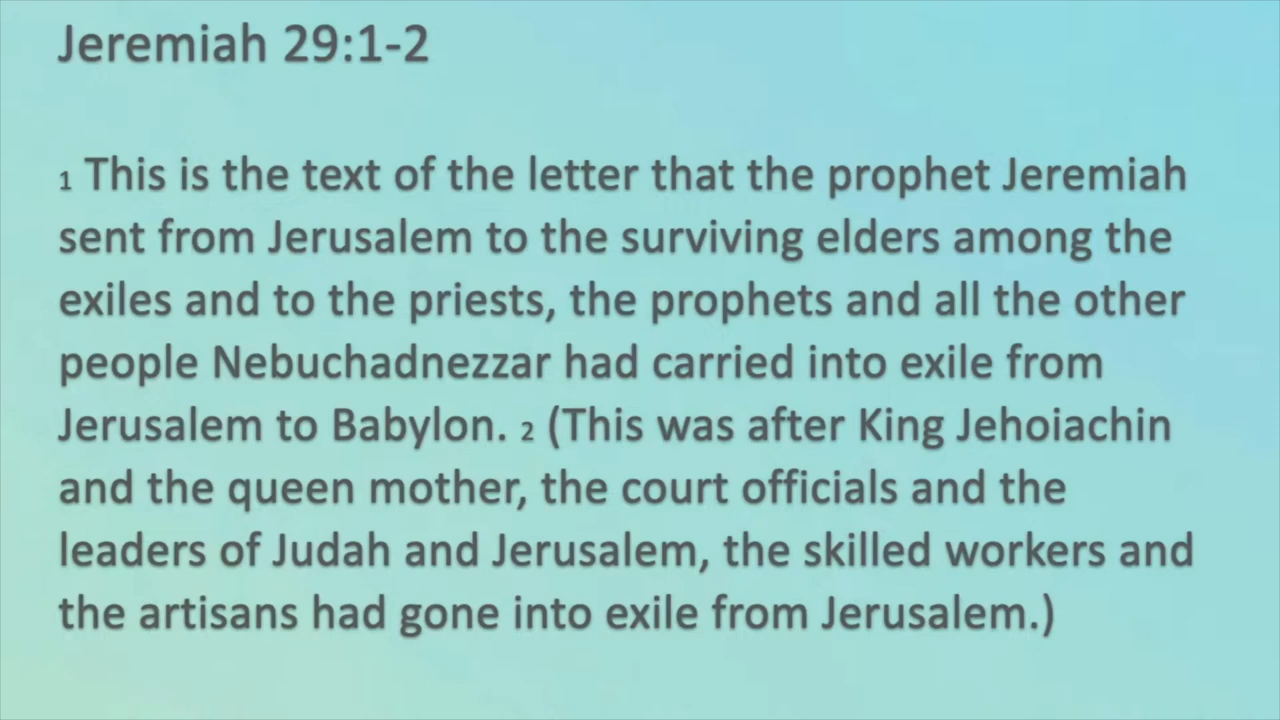 Jeremiah 29:1-2
1 This is the text of the letter that the prophet Jeremiah
sent from Jerusalem to the surviving elders among the
exiles and to the priests, the prophets and all the other
people Nebuchadnezzar had carried into exile from
Jerusalem to Babylon. 2 (This was after King Jehoiachin
and the queen mother, the court officials and the
leaders of Judah and Jerusalem, the skilled workers and
the artisans had gone into exile from Jerusalem.)